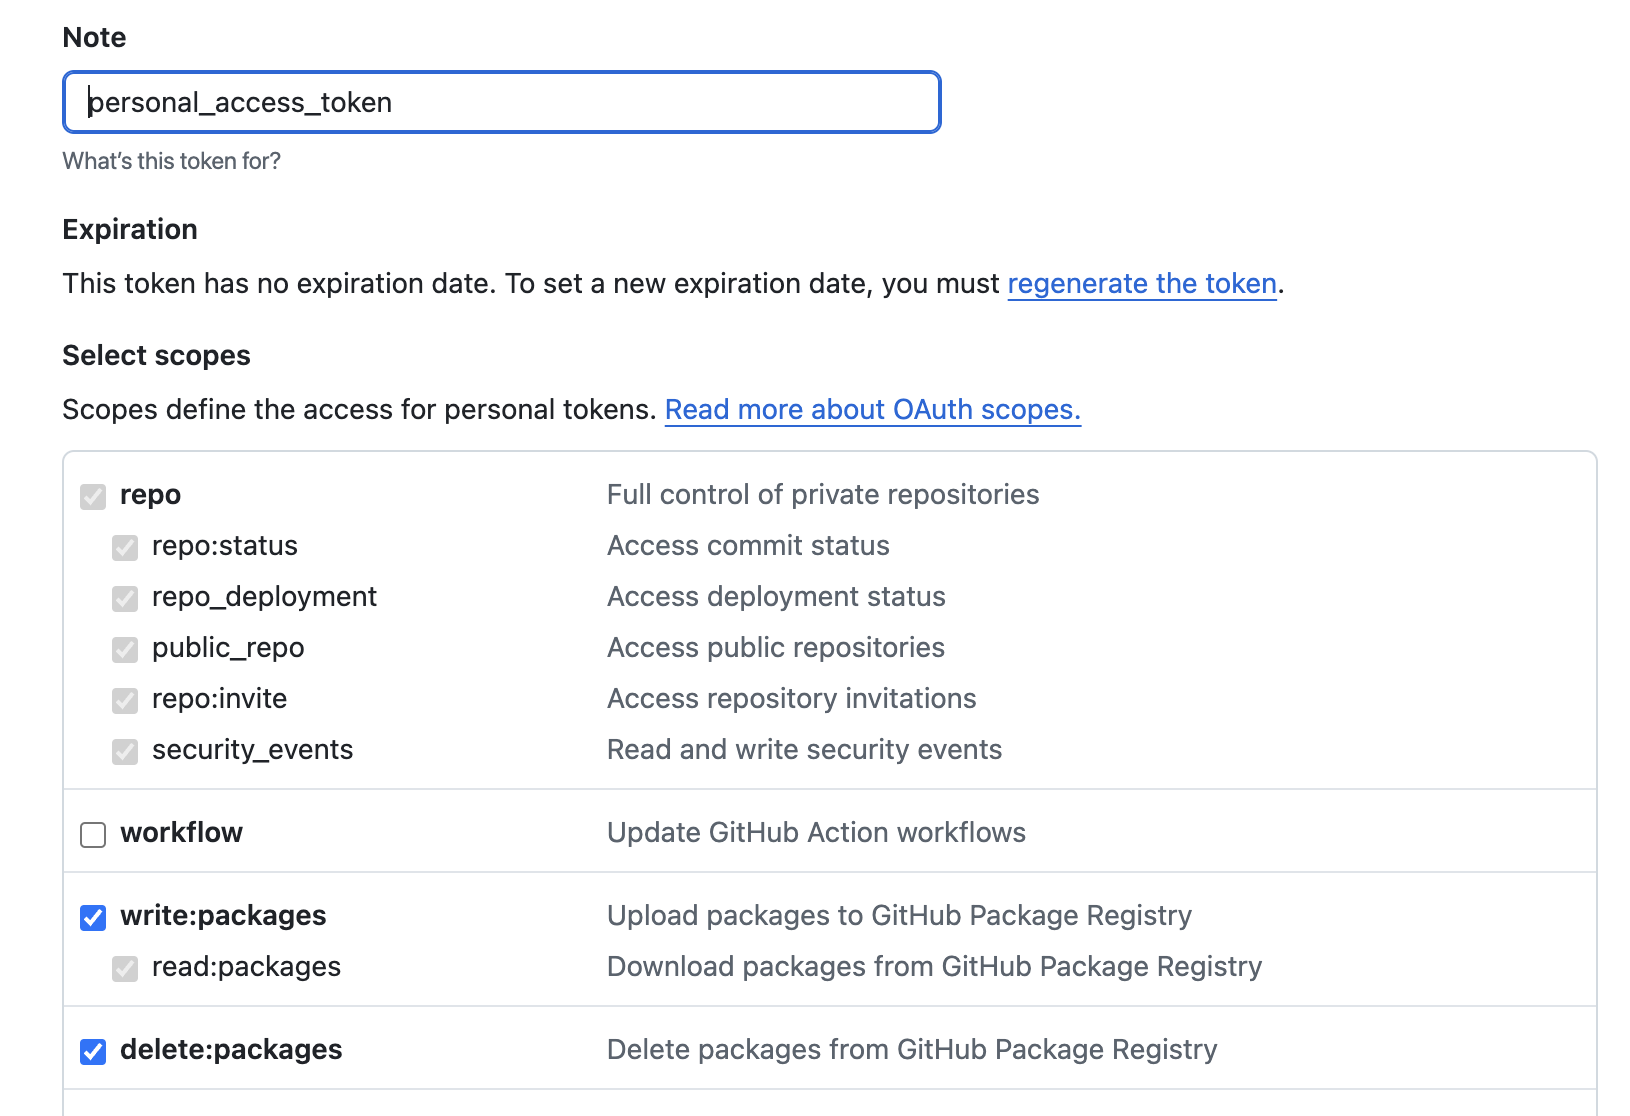 Note
personal_access_token
What's this token for?
Expiration
This token has no expiration date. To set a new expiration date, you must regenerate the token.
Select scopes
Scopes define the access for personal tokens. Read more about OAuth scopes.
repo Full control of private repositories
repo:status Access commit status
repo_deployment Access deployment status
public_repo Access public repositories
repo:invite Access repository invitations
security_events Read and write security events
workflow Update GitHub Action workflows
write:packages Upload packages to GitHub Package Registry
read:packages Download packages from GitHub Package Registry
delete:packages Delete packages from GitHub Package Registry